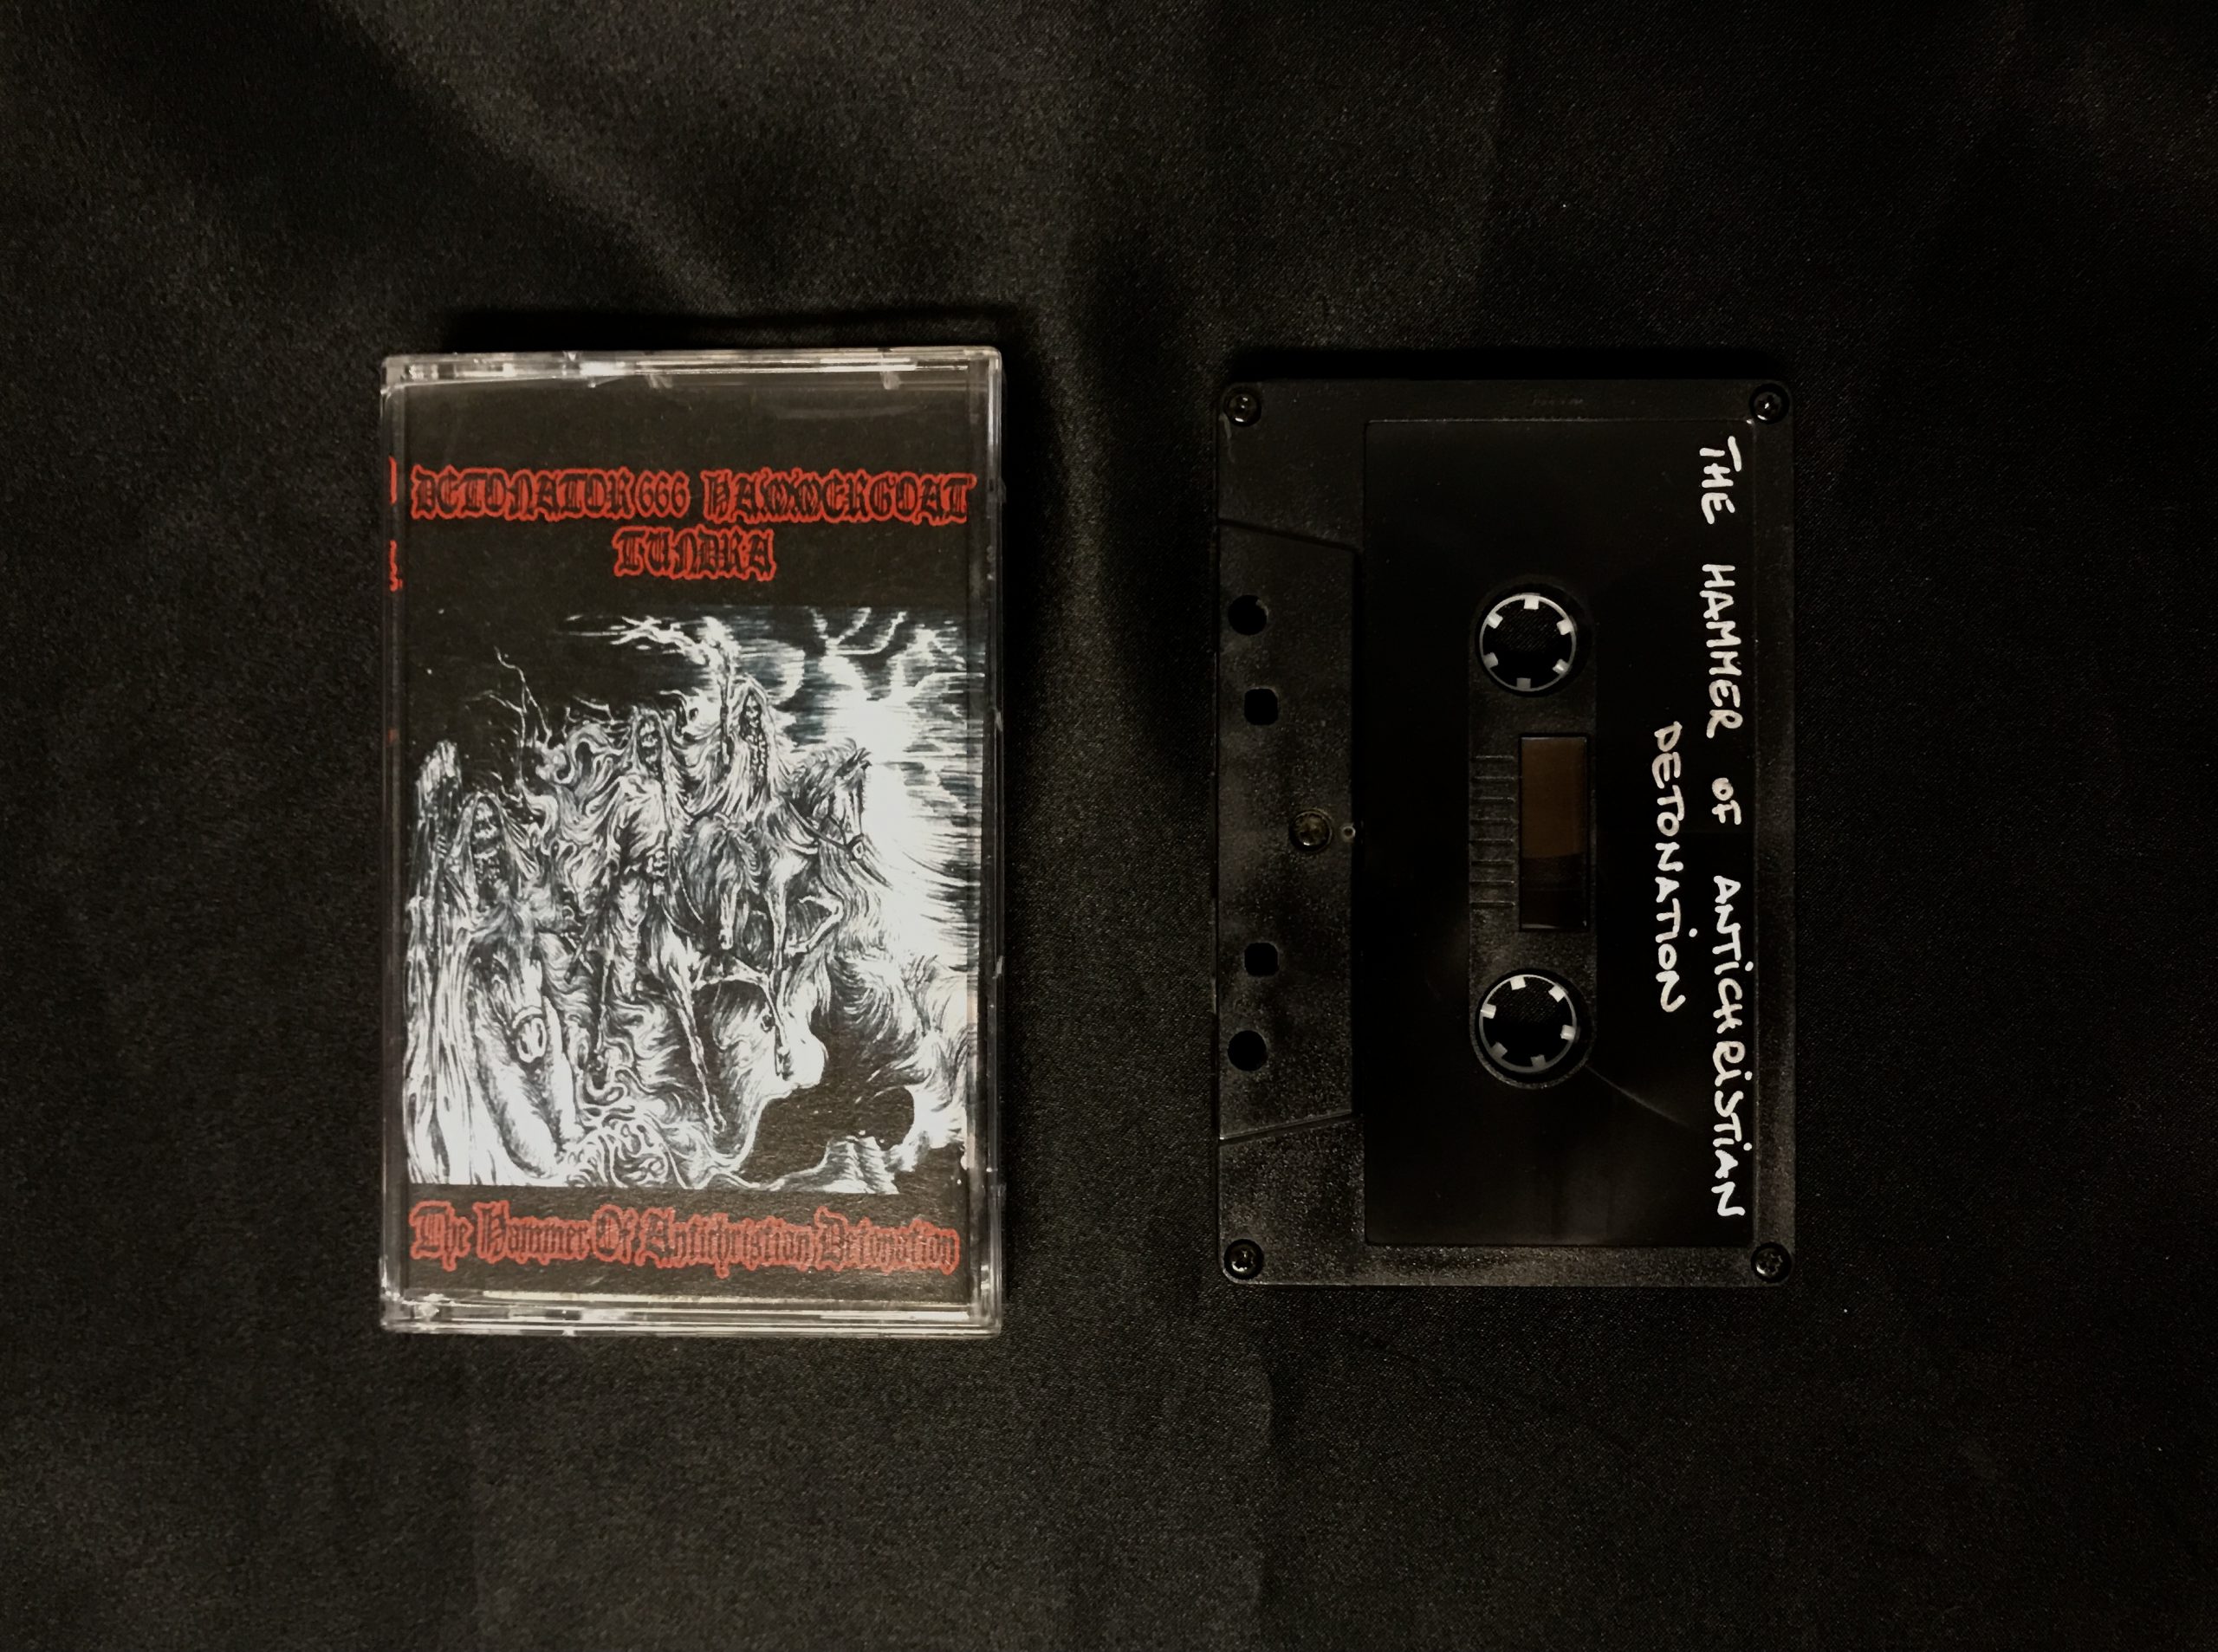 DETONATOR 666 HAMMERGOAT
TUNDRA
The Hammer Of Antichristian Detonation
THE HAMMER OF ANTICHRISTIAN
DETONATION